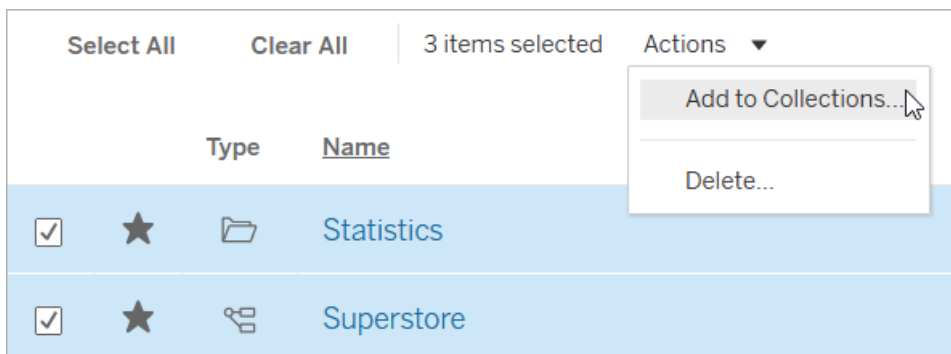 Select All Clear All 3 items selected Actions
Add to Collections...
Type Name
Delete...
Statistics
Superstore